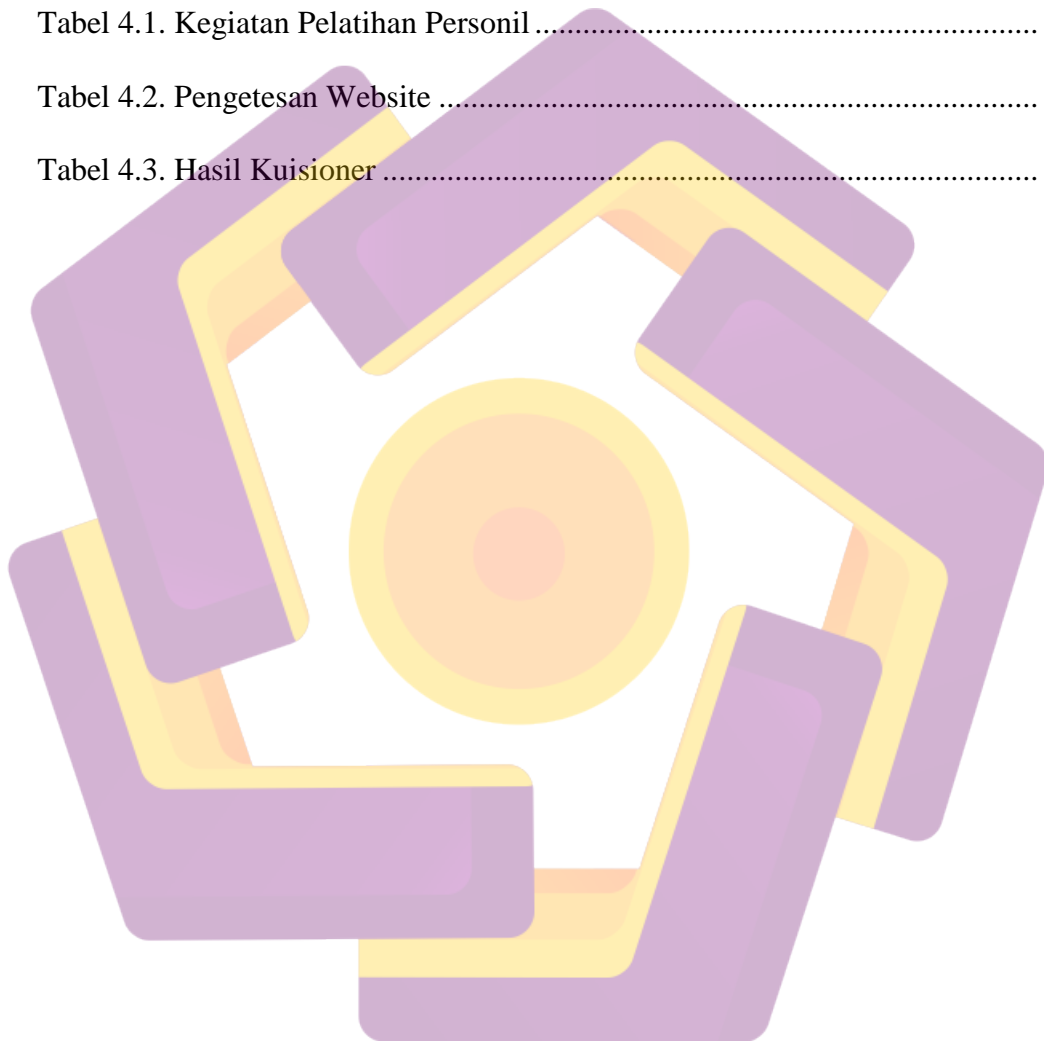 Tabel 4.1. Kegiatan Pelatihan Personil ..............................................................
Tabel 4.2. Pengetesan Website ..........................................................................
Tabel 4.3. Hasil Kuisioner .................................................................................